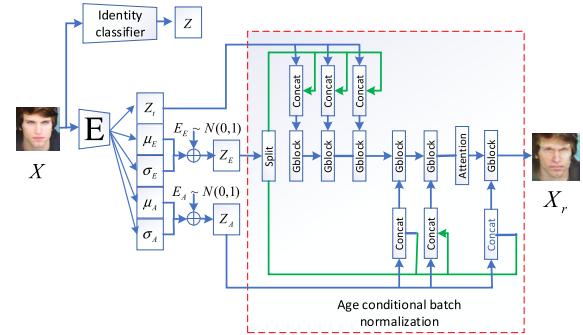 Identity
classifier
Z
E
X
Z_t
μ_E
σ_E
μ_A
σ_A
E_E ~ N(0,1)
Z_E
E_A ~ N(0,1)
Z_A
Split
Concat
Concat
Concat
Gblock
Gblock
Gblock
Gblock
Gblock
Attention
Gblock
Concat
Concat
Concat
X_r
Age conditional batch
normalization